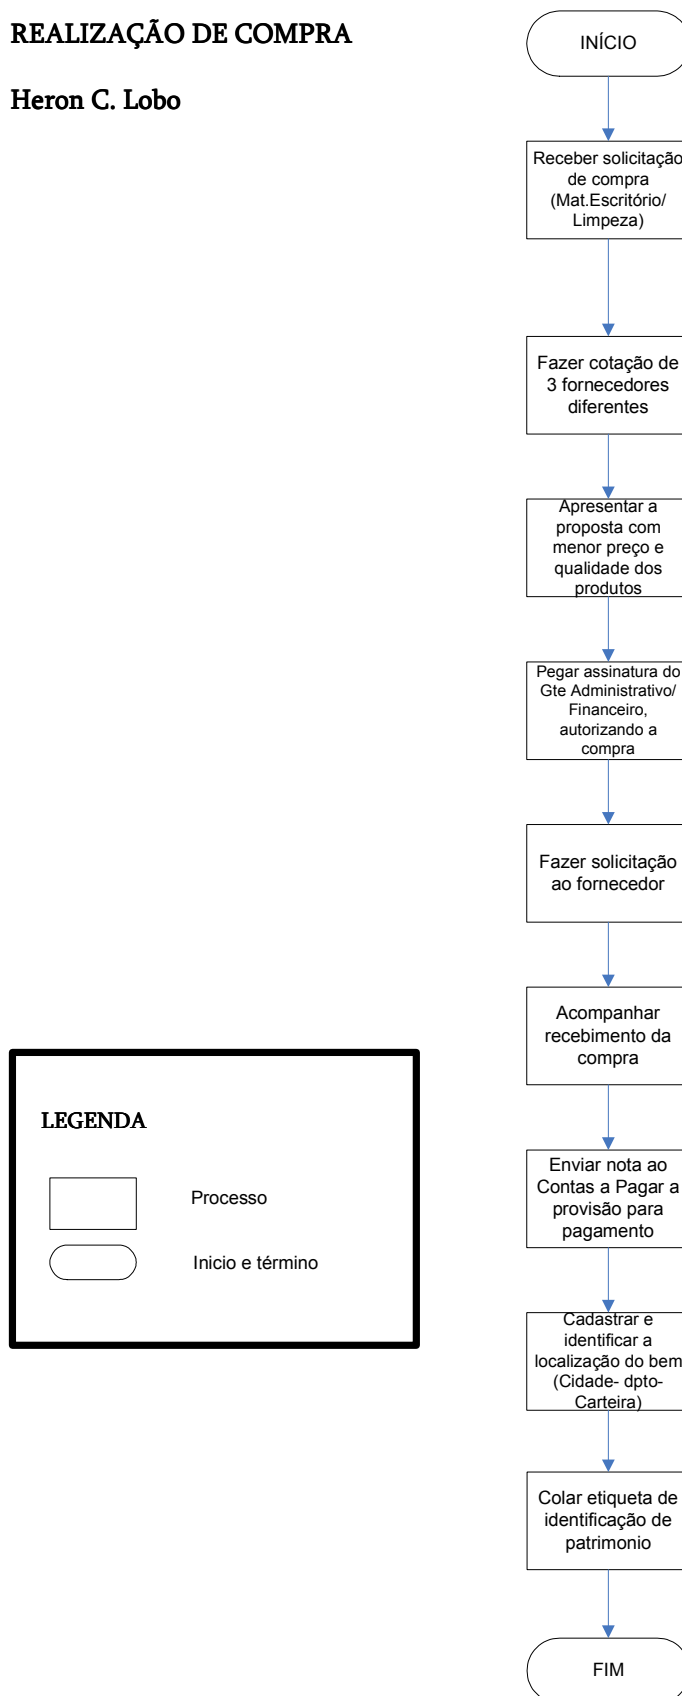 REALIZAÇÃO DE COMPRA
Heron C. Lobo
INÍCIO
Receber solicitação
de compra
(Mat.Escritório/
Limpeza)
Fazer cotação de
3 fornecedores
diferentes
Apresentar a
proposta com
menor preço e
qualidade dos
produtos
Pegar assinatura do
Gte Administrativo/
Financeiro,
autorizando a
compra
Fazer solicitação
ao fornecedor
Acompanhar
recebimento da
compra
Enviar nota ao
Contas a Pagar a
provisão para
pagamento
Cadastrar e
identificar a
localização do bem
(Cidade- dpto-
Carteira)
Colar etiqueta de
identificação de
patrimonio
FIM
LEGENDA
Processo
Inicio e término